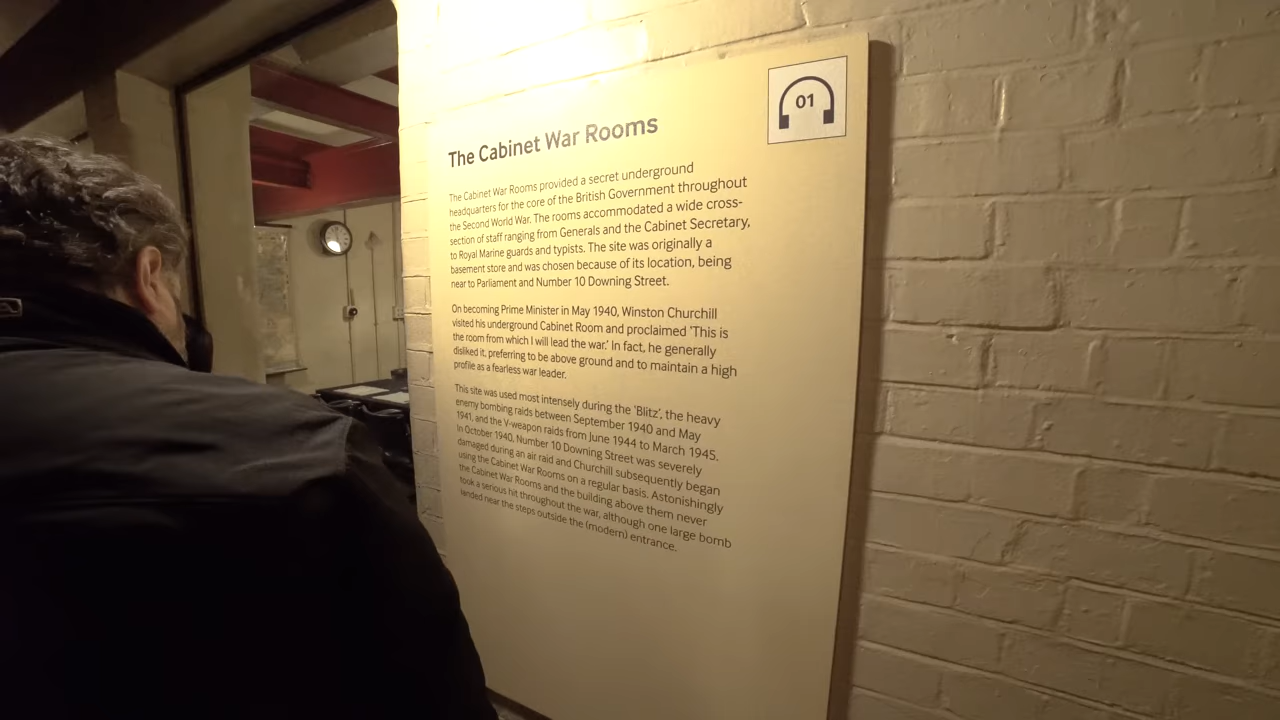 01
The Cabinet War Rooms
The Cabinet War Rooms provided a secret underground
headquarters for the core of the British Government throughout
the Second World War. The rooms accommodated a wide cross-
section of staff ranging from Generals and the Cabinet Secretary,
to Royal Marine guards and typists. The site was originally a
basement store and was chosen because of its location, being
near to Parliament and Number 10 Downing Street.
On becoming Prime Minister in May 1940, Winston Churchill
visited his underground Cabinet Room and proclaimed 'This is
the room from which I will lead the war.' In fact, he generally
disliked it, preferring to be above ground and to maintain a high
profile as a fearless war leader.
This site was used most intensely during the 'Blitz', the heavy
enemy bombing raids between September 1940 and May
1941, and the V-weapon raids from June 1944 to March 1945.
In October 1940, Number 10 Downing Street was severely
damaged during an air raid and Churchill subsequently began
using the Cabinet War Rooms on a regular basis. Astonishingly
the Cabinet War Rooms and the building above them never
took a serious hit throughout the war, although one large bomb
landed near the steps outside the (modern) entrance.